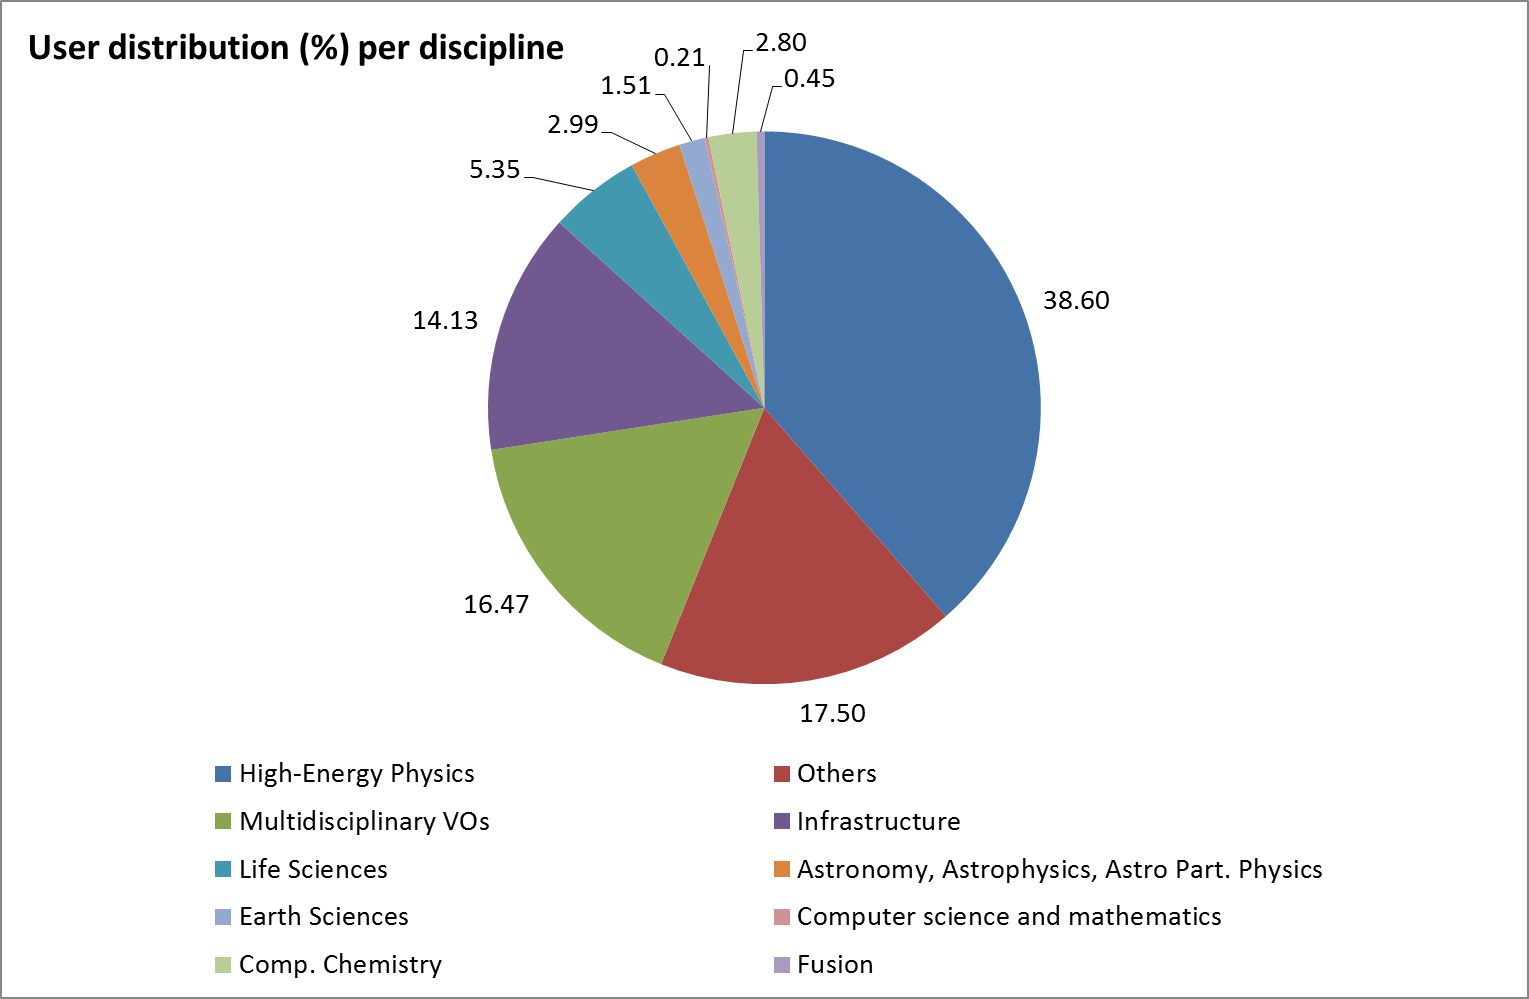 User distribution (%) per discipline
2.80
0.21
0.45
1.51
2.99
5.35
38.60
14.13
16.47
17.50
High-Energy Physics
Others
Multidisciplinary VOs
Infrastructure
Life Sciences
Astronomy, Astrophysics, Astro Part. Physics
Earth Sciences
Computer science and mathematics
Comp. Chemistry
Fusion